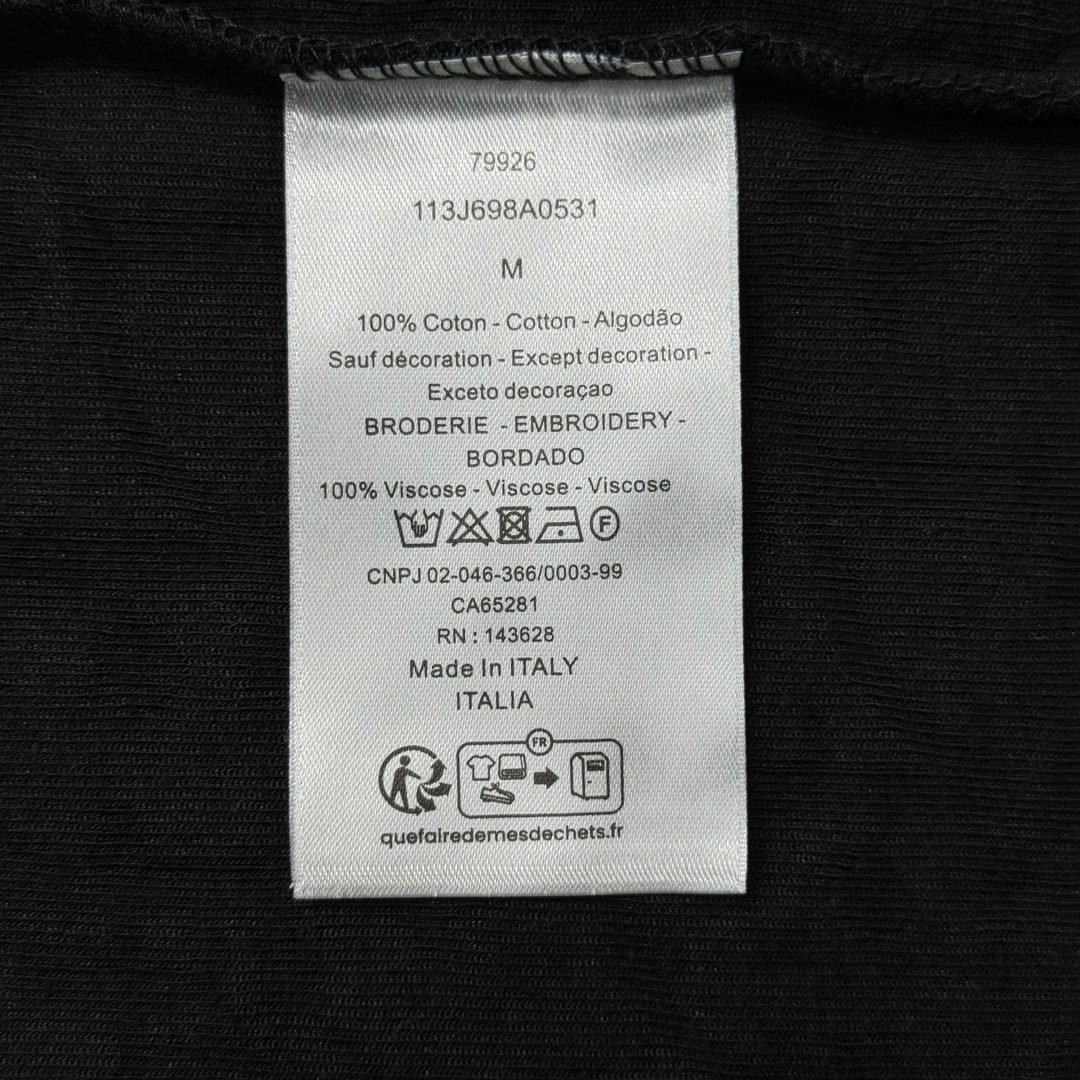 79926
113J698A0531
M
100% Coton - Cotton - Algodão
Sauf décoration - Except decoration -
Exceto decoraçao
BRODERIE - EMBROIDERY -
BORDADO
100% Viscose - Viscose - Viscose
F
CNPJ 02-046-366/0003-99
CA65281
RN : 143628
Made In ITALY
ITALIA
FR
quefairedemesdechets.fr